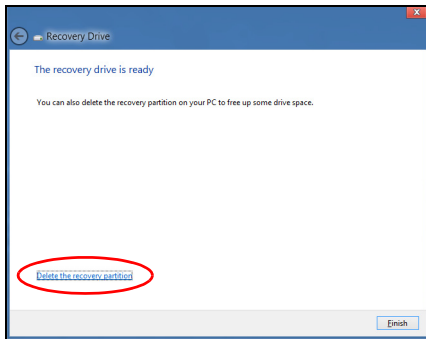 Recovery Drive
The recovery drive is ready
You can also delete the recovery partition on your PC to free up some drive space.
Delete the recovery partition
Finish